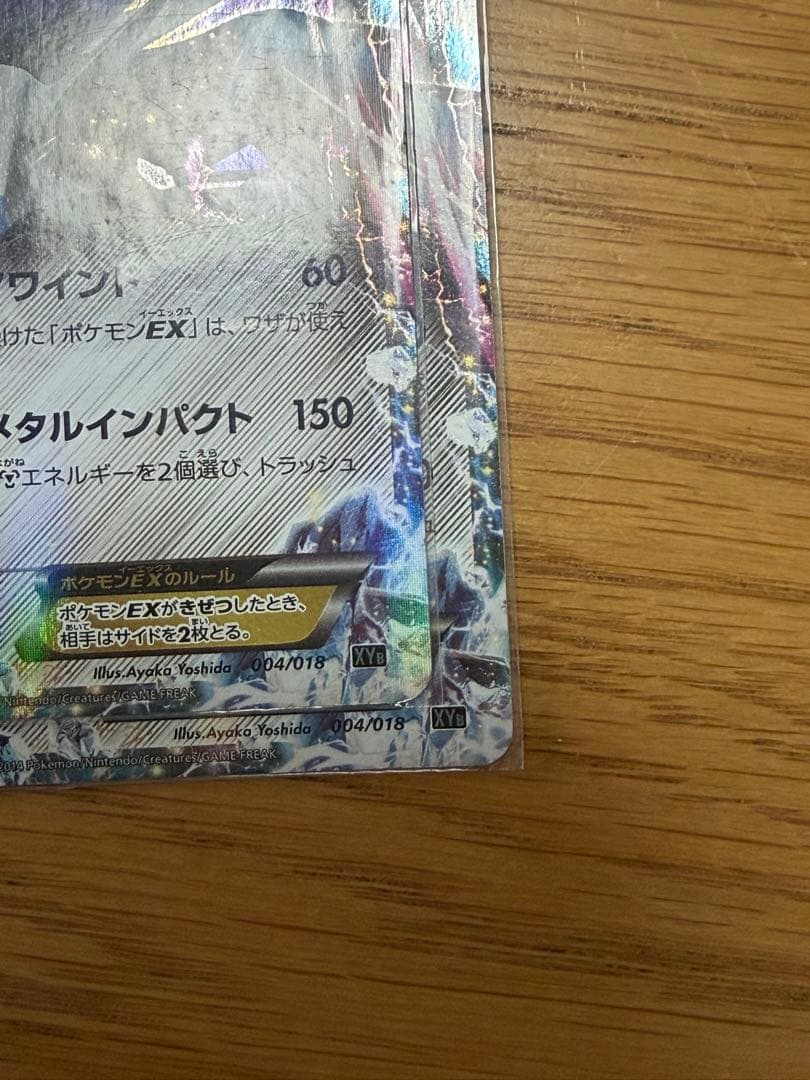 ワイント 60
けた「ポケモンEX」は、ワザが使え
メタルインパクト 150
エネルギーを2個選び、トラッシュ
ポケモンEXのルール
ポケモンEXがきぜつしたとき、
相手はサイドを2枚とる。
Illus.Ayaka Yoshida 004/018 XYB
Nintendo/Creatures/GAME FREAK
Illus.Ayaka Yoshida 004/018 XYB
2014 Pokémon/Nintendo/Creatures/GAME FREAK